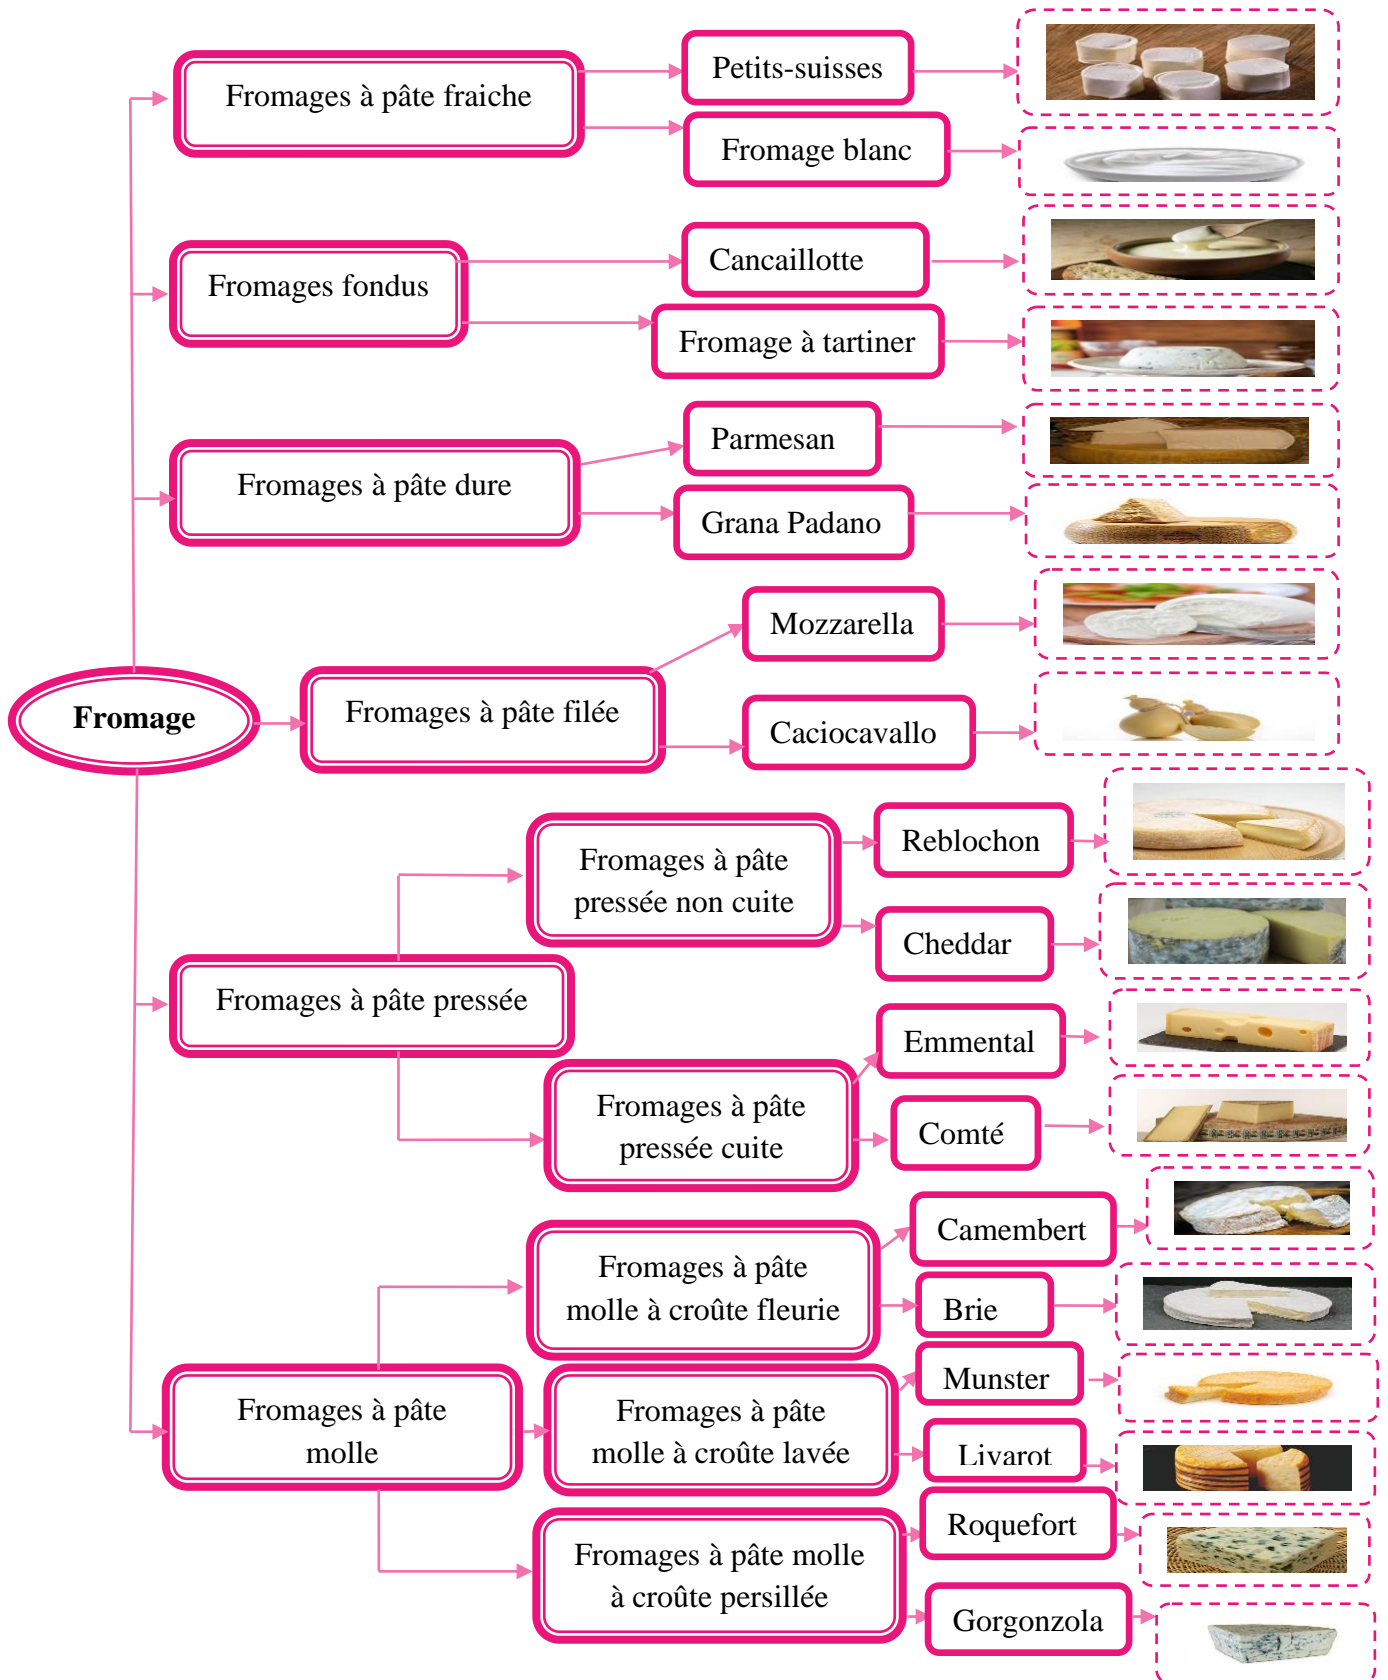 Fromage
Fromages à pâte fraiche
Petits-suisses
Fromage blanc
Fromages fondus
Cancaillotte
Fromage à tartiner
Fromages à pâte dure
Parmesan
Grana Padano
Fromages à pâte filée
Mozzarella
Caciocavallo
Fromages à pâte pressée
Fromages à pâte
pressée non cuite
Reblochon
Cheddar
Fromages à pâte
pressée cuite
Emmental
Comté
Fromages à pâte
molle
Fromages à pâte
molle à croûte fleurie
Camembert
Brie
Fromages à pâte
molle à croûte lavée
Munster
Livarot
Fromages à pâte molle
à croûte persillée
Roquefort
Gorgonzola